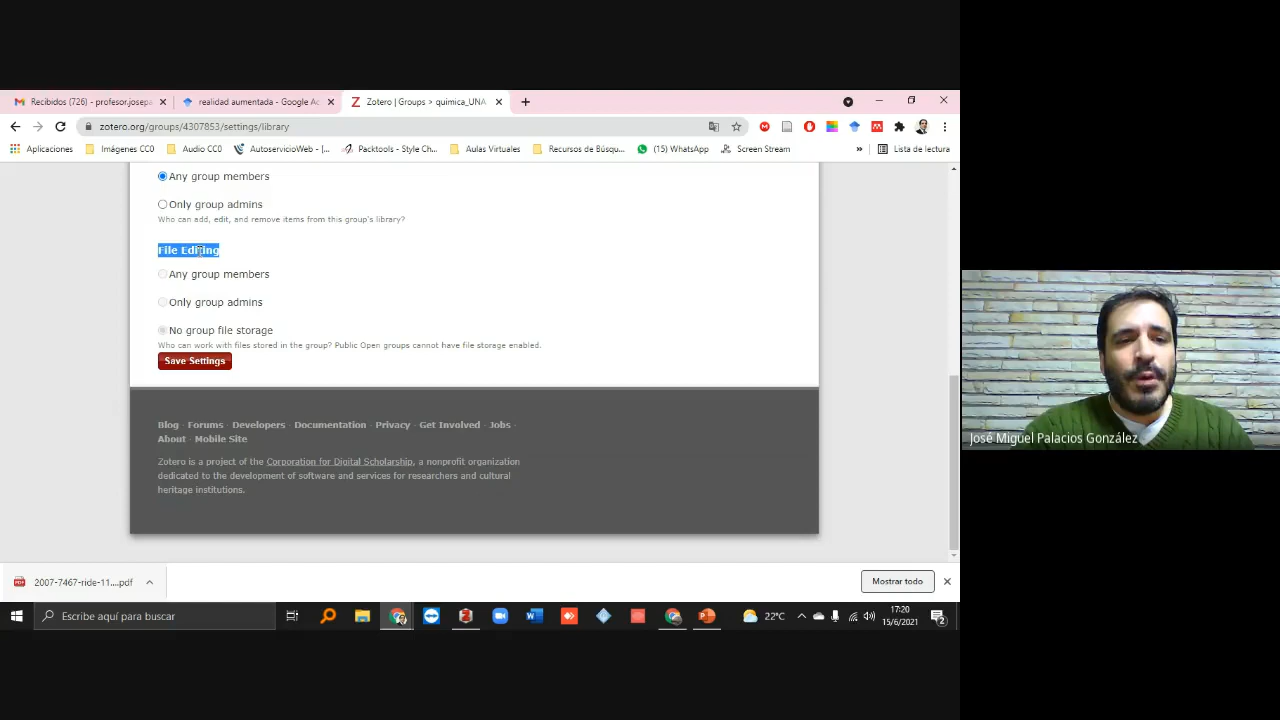 Recibidos (726) - profesor.josepa
realidad aumentada - Google Ac
Zotero | Groups > quimica_UNA
zotero.org/groups/4307853/settings/library
Aplicaciones
Imágenes CC0
Audio CC0
AutoservicioWeb - (...
Packtools - Style Ch...
Aulas Virtuales
Recursos de Búsqu...
(15) WhatsApp
Screen Stream
»
Lista de lectura
Any group members
Only group admins
Who can add, edit, and remove items from this group's library?
File Editing
Any group members
Only group admins
No group file storage
Who can work with files stored in the group? Public Open groups cannot have file storage enabled.
Save Settings
Blog · Forums · Developers · Documentation · Privacy · Get Involved · Jobs ·
About · Mobile Site
Zotero is a project of the Corporation for Digital Scholarship, a nonprofit organization
dedicated to the development of software and services for researchers and cultural
heritage institutions.
José Miguel Palacios González
2007-7467-ride-11....pdf
Mostrar todo
Escribe aquí para buscar
22°C
17:20
15/6/2021
2